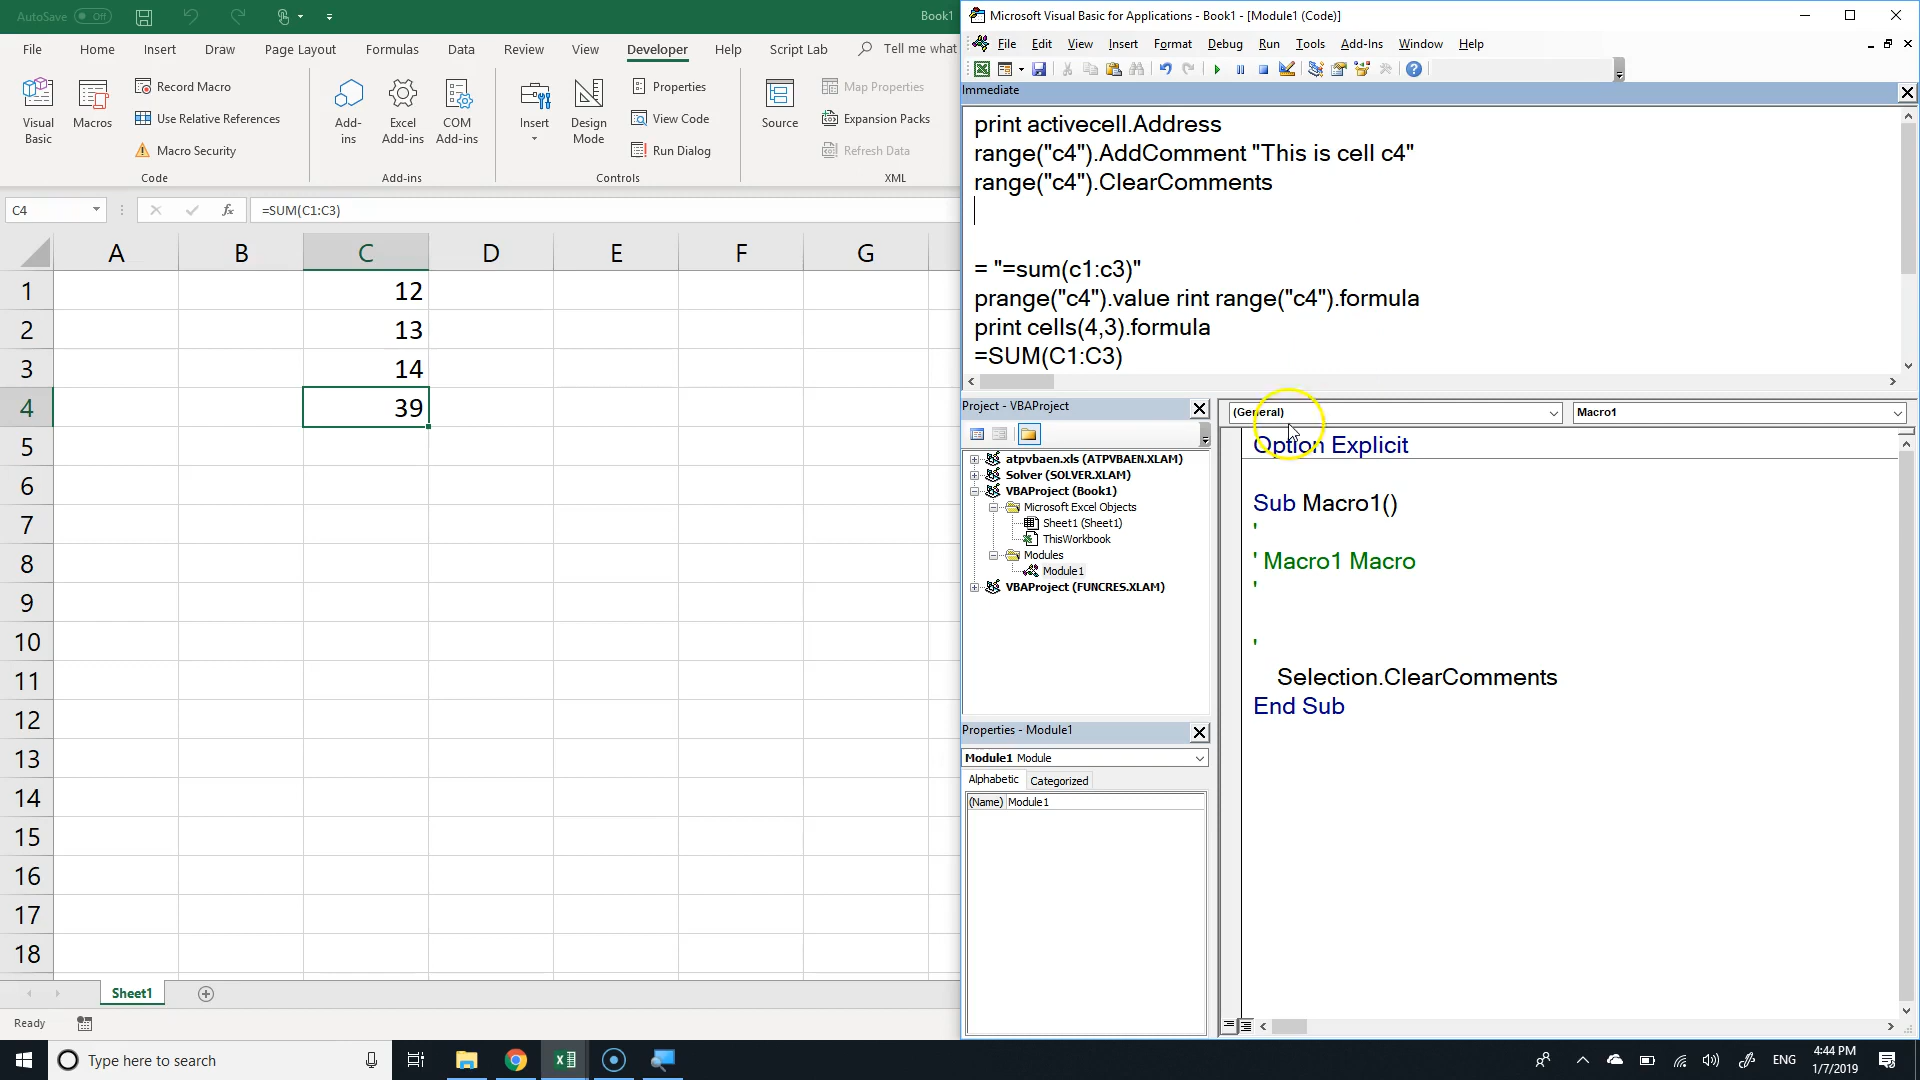 AutoSave Off
Book1
File Home Insert Draw Page Layout Formulas Data Review View Developer Help Script Lab Tell me what
Visual Basic
Macros
Record Macro
Use Relative References
Macro Security
Code
Add-ins
Excel Add-ins
COM Add-ins
Add-ins
Insert
Design Mode
Properties
View Code
Run Dialog
Controls
Source
Map Properties
Expansion Packs
Refresh Data
XML
C4
fx
=SUM(C1:C3)
A B C D E F G
1 12
2 13
3 14
4 39
5
6
7
8
9
10
11
12
13
14
15
16
17
18
Sheet1
Ready
Microsoft Visual Basic for Applications - Book1 - [Module1 (Code)]
File Edit View Insert Format Debug Run Tools Add-Ins Window Help
Immediate
print activecell.Address
range("c4").AddComment "This is cell c4"
range("c4").ClearComments
= "=sum(c1:c3)"
prange("c4").value rint range("c4").formula
print cells(4,3).formula
=SUM(C1:C3)
Project - VBAProject
atpvbaen.xls (ATPVBAEN.XLAM)
Solver (SOLVER.XLAM)
VBAProject (Book1)
Microsoft Excel Objects
Sheet1 (Sheet1)
ThisWorkbook
Modules
Module1
VBAProject (FUNCRES.XLAM)
Properties - Module1
Module1 Module
Alphabetic Categorized
(Name) Module1
(General) Macro1
Option Explicit
Sub Macro1()
'
' Macro1 Macro
'
'
Selection.ClearComments
End Sub
Type here to search
ENG
4:44 PM
1/7/2019